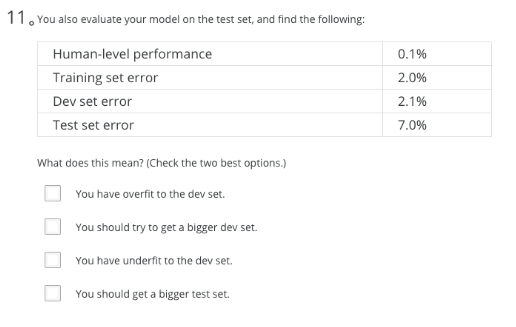 11. You also evaluate your model on the test set, and find the following:
Human-level performance 0.1%
Training set error 2.0%
Dev set error 2.1%
Test set error 7.0%
What does this mean? (Check the two best options.)
You have overfit to the dev set.
You should try to get a bigger dev set.
You have underfit to the dev set.
You should get a bigger test set.